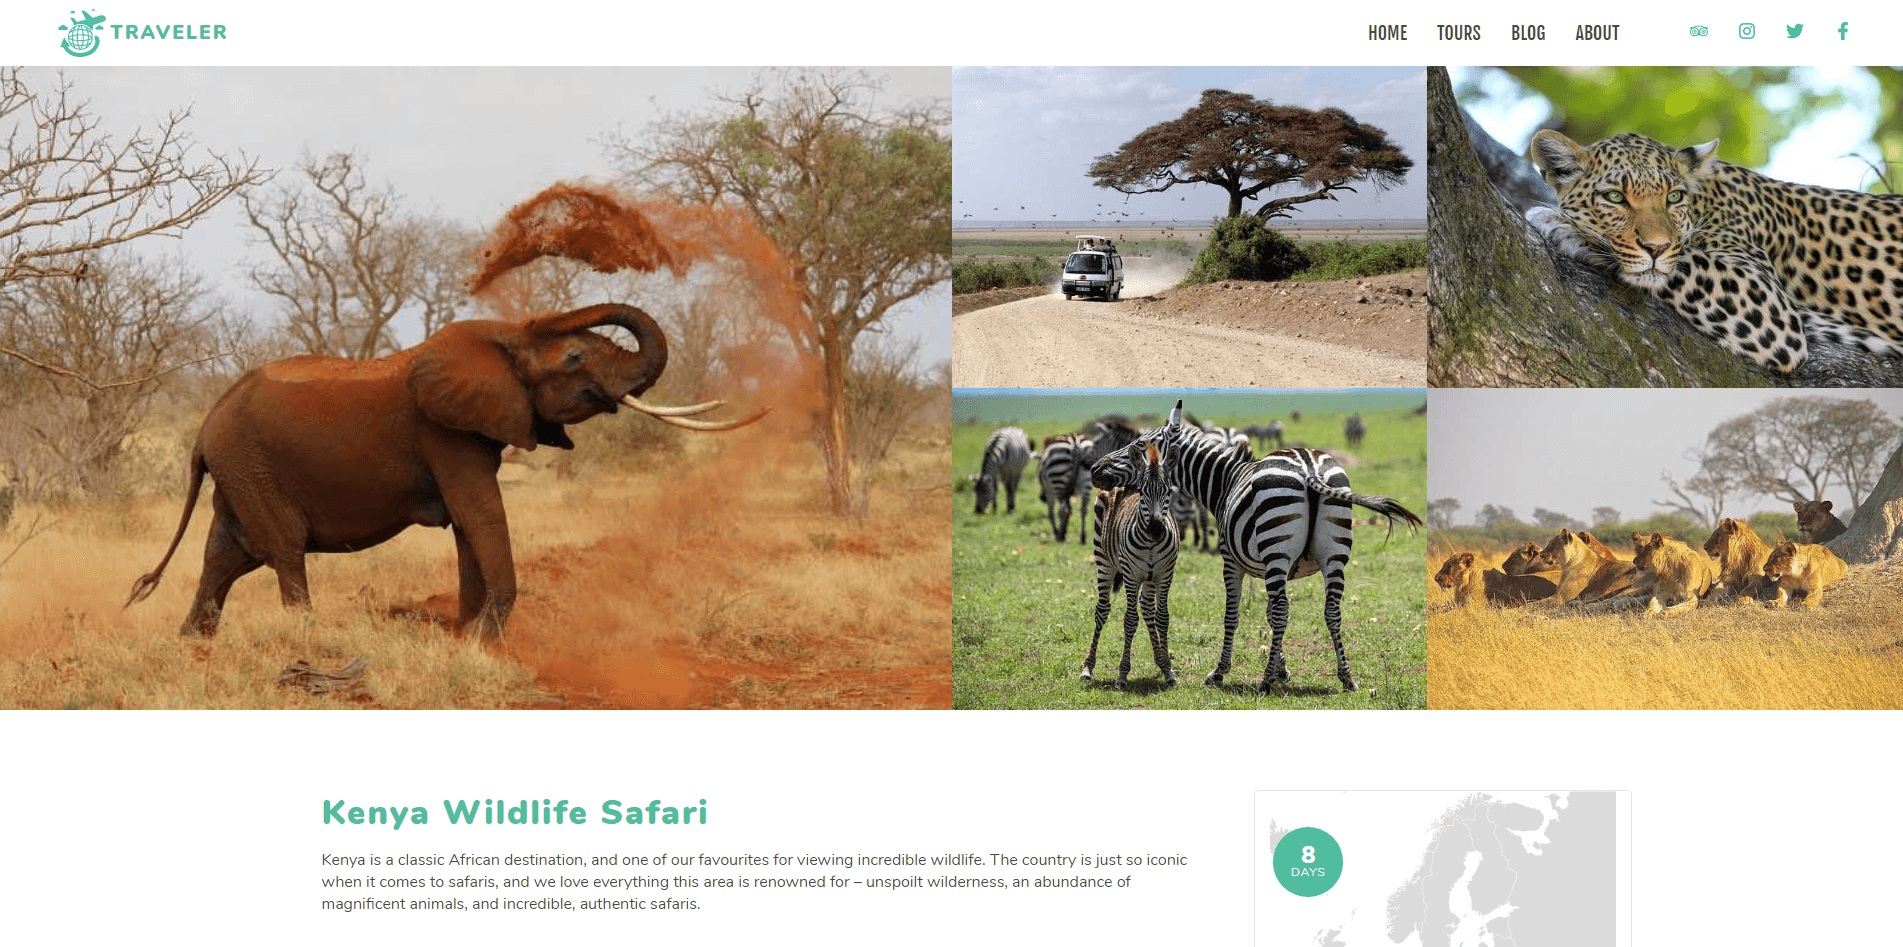 TRAVELER
HOME TOURS BLOG ABOUT
Kenya Wildlife Safari
Kenya is a classic African destination, and one of our favourites for viewing incredible wildlife. The country is just so iconic
when it comes to safaris, and we love everything this area is renowned for – unspoilt wilderness, an abundance of
magnificent animals, and incredible, authentic safaris.
8
DAYS